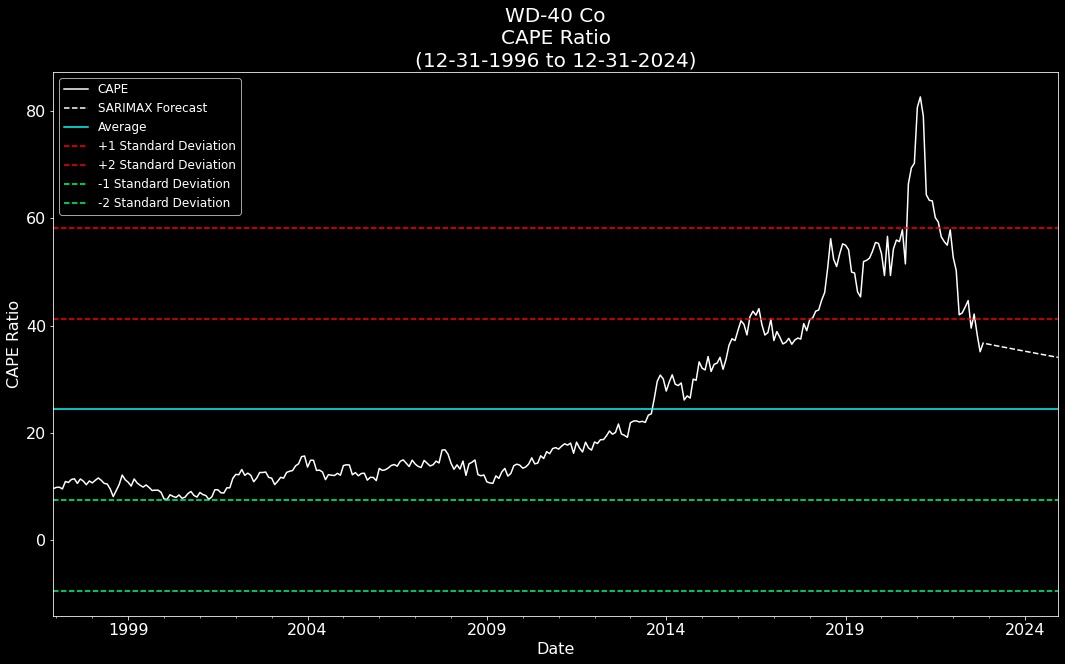 WD-40 Co
CAPE Ratio
(12-31-1996 to 12-31-2024)
CAPE
SARIMAX Forecast
Average
+1 Standard Deviation
+2 Standard Deviation
-1 Standard Deviation
-2 Standard Deviation
80
60
40
20
0
CAPE Ratio
1999
2004
2009
2014
2019
2024
Date